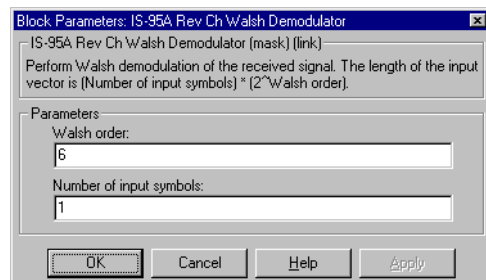 Block Parameters: IS-95A Rev Ch Walsh Demodulator
IS-95A Rev Ch Walsh Demodulator (mask) (link)
Perform Walsh demodulation of the received signal. The length of the input
vector is (Number of input symbols) * (2^Walsh order).
Parameters
Walsh order:
6
Number of input symbols:
1
OK Cancel Help Apply